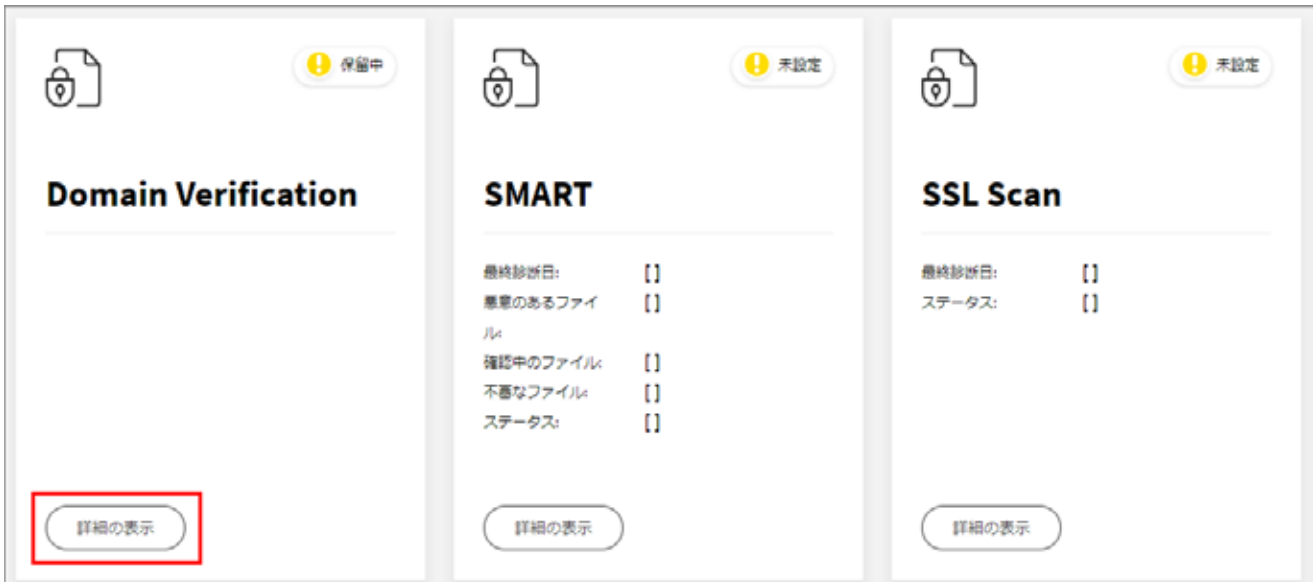 保留中
Domain Verification
詳細の表示
未設定
SMART
最終診断日: []
悪意のあるファイ []
ル:
確認中のファイル: []
不審なファイル: []
ステータス: []
詳細の表示
未設定
SSL Scan
最終診断日: []
ステータス: []
詳細の表示